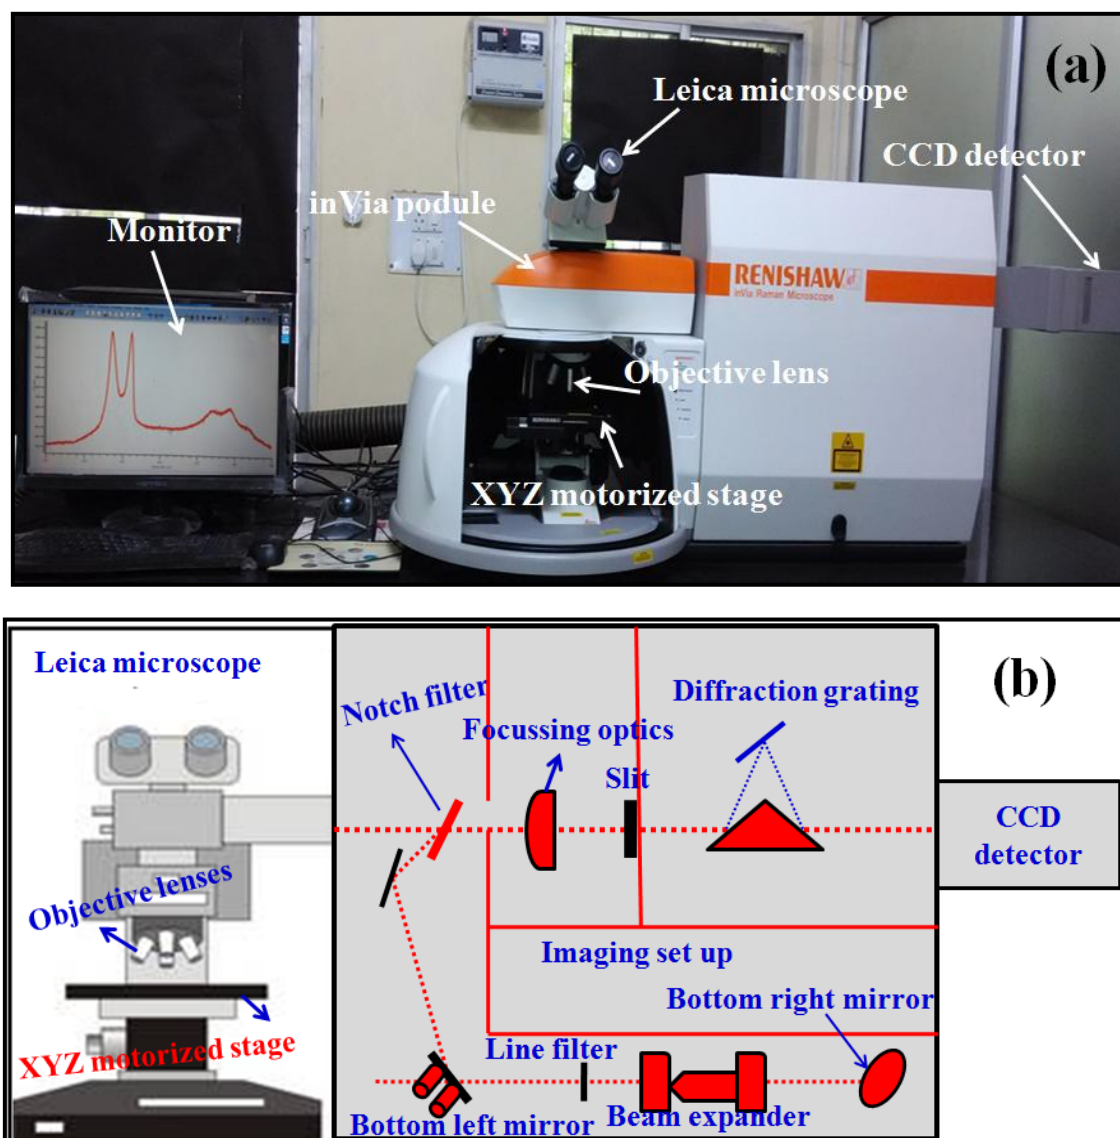 (a)
Leica microscope
CCD detector
inVia podule
Monitor
RENISHAW
inVia Raman Microscope
Objective lens
RENISHAW
XYZ motorized stage
(b)
Leica microscope
Notch filter
Focussing optics
Diffraction grating
Slit
CCD
detector
Objective lenses
Imaging set up
Bottom right mirror
XYZ motorized stage
Line filter
Beam expander
Bottom left mirror